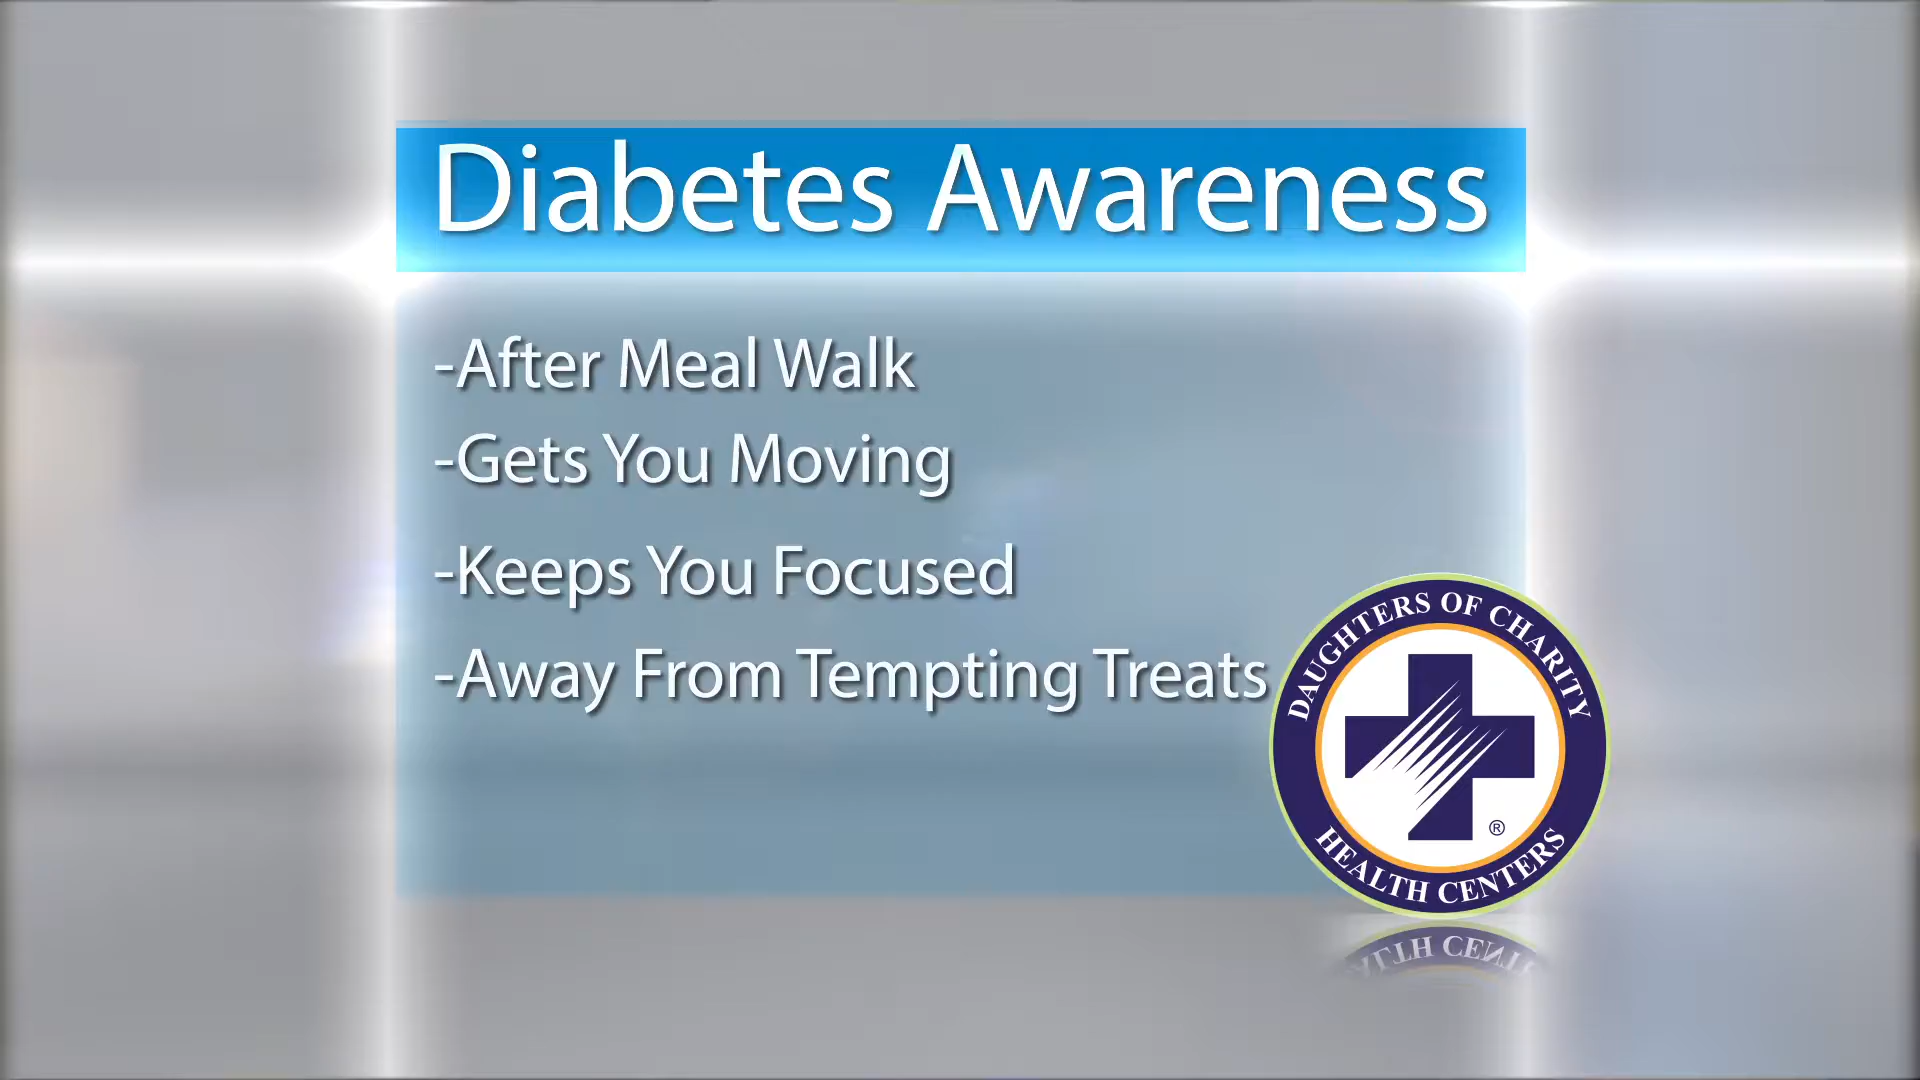 Diabetes Awareness
-After Meal Walk
-Gets You Moving
-Keeps You Focused
-Away From Tempting Treats
DAUGHTERS OF CHARITY
®
HEALTH CENTERS